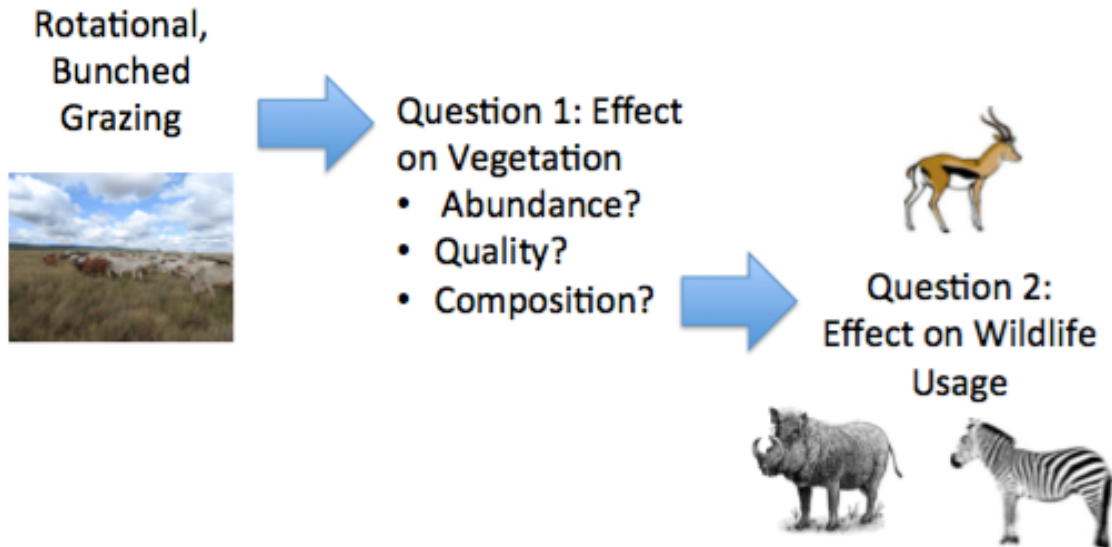 Rotational,
Bunched
Grazing
Question 1: Effect
on Vegetation
• Abundance?
• Quality?
• Composition?
Question 2:
Effect on Wildlife
Usage